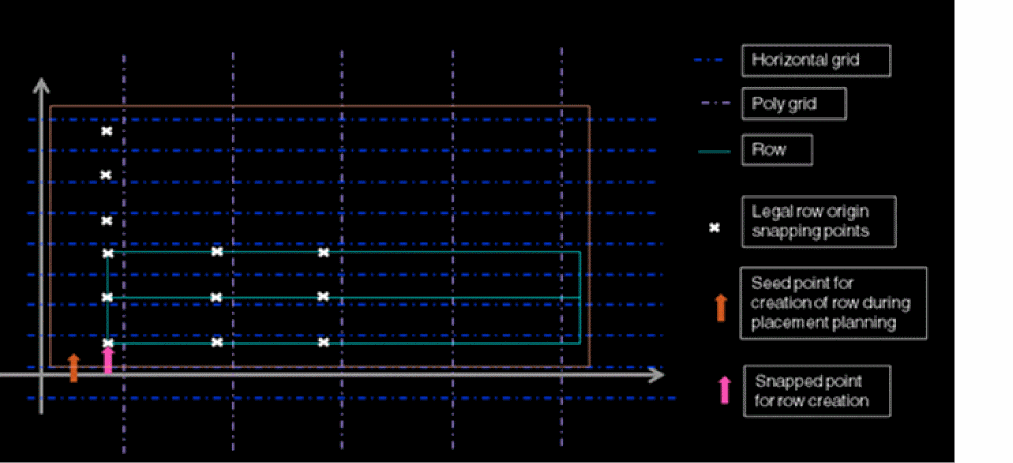 Horizontal grid
Poly grid
Row
Legal row origin
snapping points
Seed point for
creation of row during
placement planning
Snapped point
for row creation